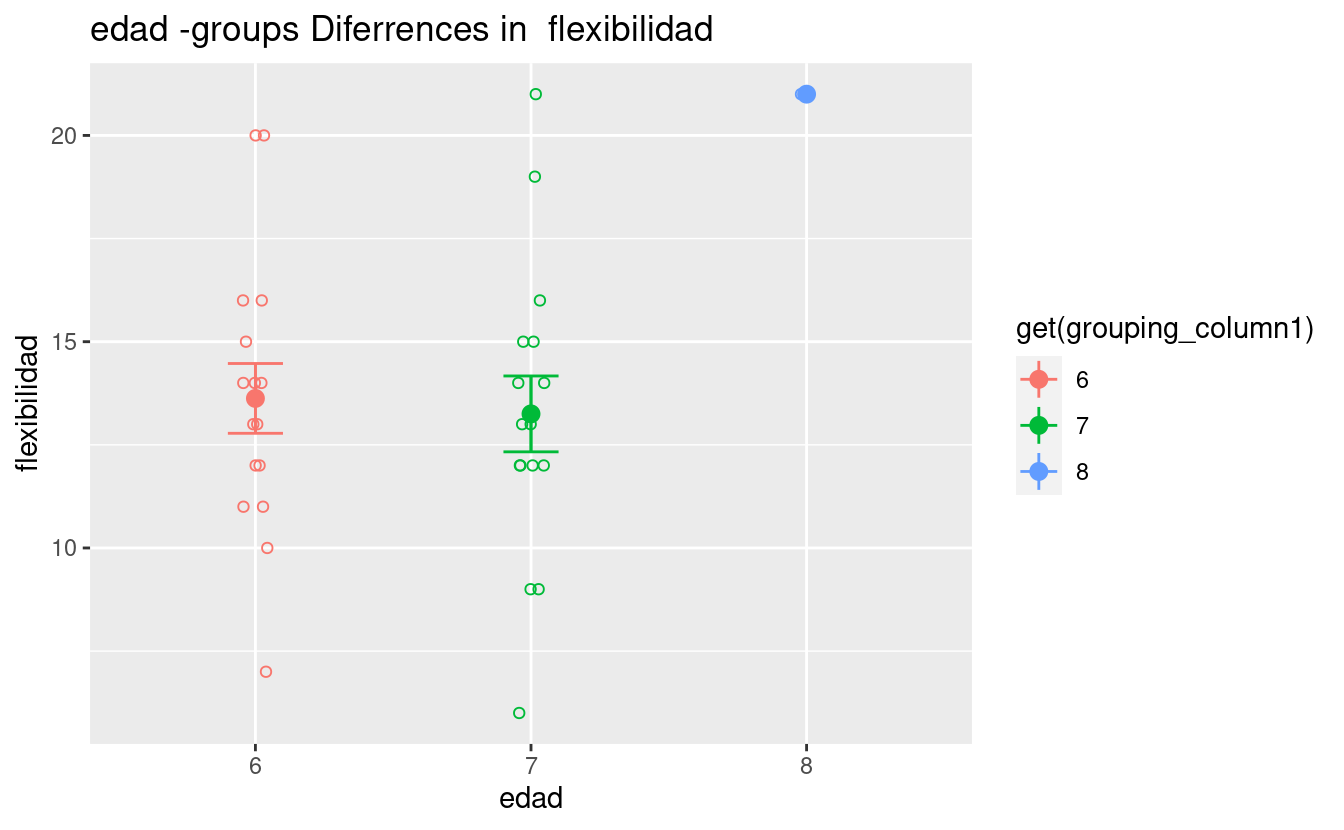 edad -groups Diferrences in  flexibilidad
flexibilidad
20
15
10
6
7
8
edad
get(grouping_column1)
6
7
8